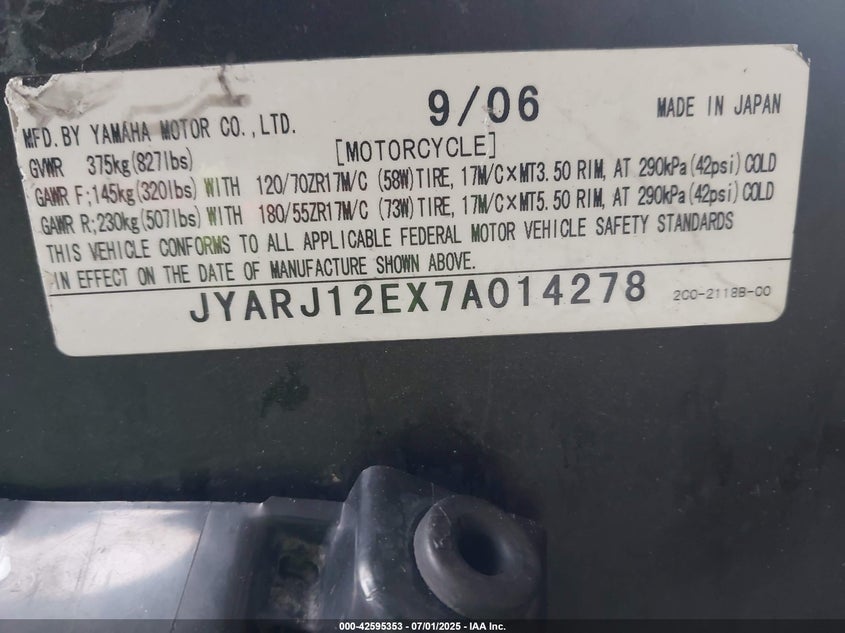 9/06 MADE IN JAPAN
MFD. BY YAMAHA MOTOR CO., LTD.
[MOTORCYCLE]
GVWR 375kg(827lbs)
GAWR F;145kg(320lbs) WITH 120/70ZR17M/C (58W)TIRE, 17M/C×MT3.50 RIM, AT 290kPa(42psi)COLD
GAWR R;230kg(507lbs) WITH 180/55ZR17M/C (73W)TIRE, 17M/C×MT5.50 RIM, AT 290kPa(42psi)COLD
THIS VEHICLE CONFORMS TO ALL APPLICABLE FEDERAL MOTOR VEHICLE SAFETY STANDARDS
IN EFFECT ON THE DATE OF MANUFACTURE SHOWN ABOVE.
JYARJ12EX7A014278 2C0-2118B-00
000-42595353 - 07/01/2025 - IAA Inc.